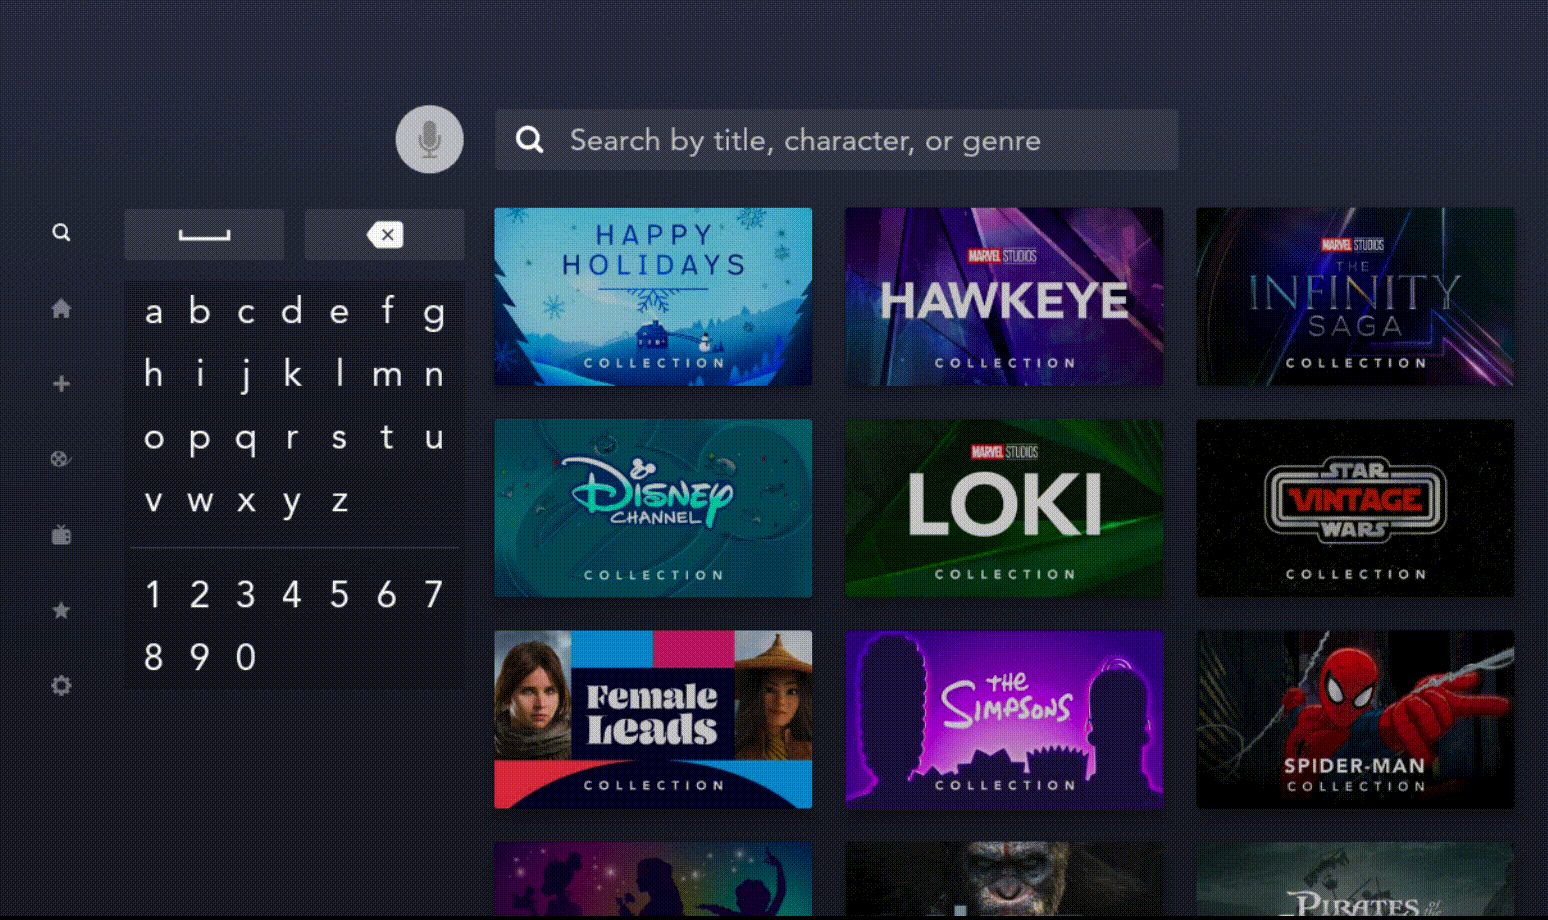 Search by title, character, or genre
a b c d e f g
h i j k l m n
o p q r s t u
v w x y z
1 2 3 4 5 6 7
8 9 0
HAPPY
HOLIDAYS
COLLECTION
MARVEL STUDIOS
HAWKEYE
COLLECTION
MARVEL STUDIOS
THE
INFINITY
SAGA
COLLECTION
DISNEY
CHANNEL
COLLECTION
MARVEL STUDIOS
LOKI
COLLECTION
STAR
VINTAGE
WARS
COLLECTION
Female
Leads
COLLECTION
THE
SIMPSONS
COLLECTION
SPIDER-MAN
COLLECTION
PIRATES of the